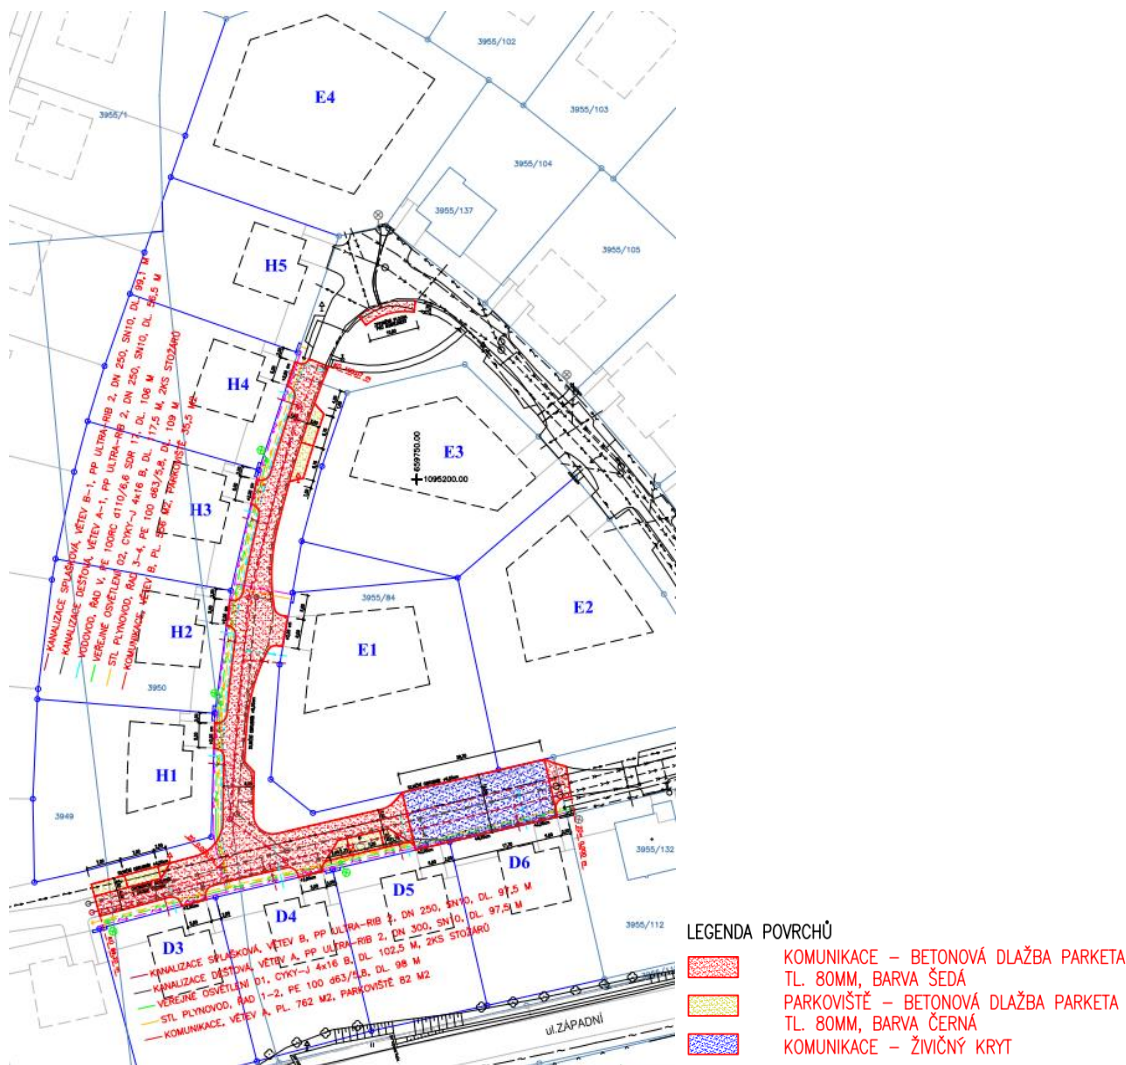 3955/102
E4
3955/1
3955/103
3955/104
3955/137
3955/105
H5
H4
E3
659750.00
1095200.00
H3
KANALIZACE SPLAŠKOVÁ, VĚTEV B-1, PP ULTRA-RIB 2, DN 250, SN10, DL. 99,1 M
KANALIZACE DEŠŤOVÁ, VĚTEV A-1, PP ULTRA-RIB 2, DN 250, SN10, DL. 56,5 M
VODOVOD, ŘAD V, PE 100RC d110/6,6 SDR 17, DL. 106 M
VEŘEJNÉ OSVĚTLENÍ 02, CYKY-J 4x16 B, DL. 117,5 M, 2KS STOŽÁRŮ
STL PLYNOVOD, ŘAD 3-4, PE 100 d63/5,8, DL. 109 M
KOMUNIKACE, VĚTEV B, PL. 556 M2, PARKOVIŠTĚ 35,5 M2
3955/84
E2
H2
E1
3950
H1
3949
3955/132
D6
D5
D4
D3
3955/112
KANALIZACE SPLAŠKOVÁ, VĚTEV B, PP ULTRA-RIB 2, DN 250, SN10, DL. 97,5 M
KANALIZACE DEŠŤOVÁ, VĚTEV A, PP ULTRA-RIB 2, DN 300, SN10, DL. 97,5 M
VEŘEJNÉ OSVĚTLENÍ 01, CYKY-J 4x16 B, DL. 102,5 M, 2KS STOŽÁRŮ
STL PLYNOVOD, ŘAD 1-2, PE 100 d63/5,8, DL. 98 M
KOMUNIKACE, VĚTEV A, PL. 762 M2, PARKOVIŠTĚ 82 M2
ul.ZÁPADNÍ
LEGENDA POVRCHŮ
KOMUNIKACE – BETONOVÁ DLAŽBA PARKETA
TL. 80MM, BARVA ŠEDÁ
PARKOVIŠTĚ – BETONOVÁ DLAŽBA PARKETA
TL. 80MM, BARVA ČERNÁ
KOMUNIKACE – ŽIVIČNÝ KRYT